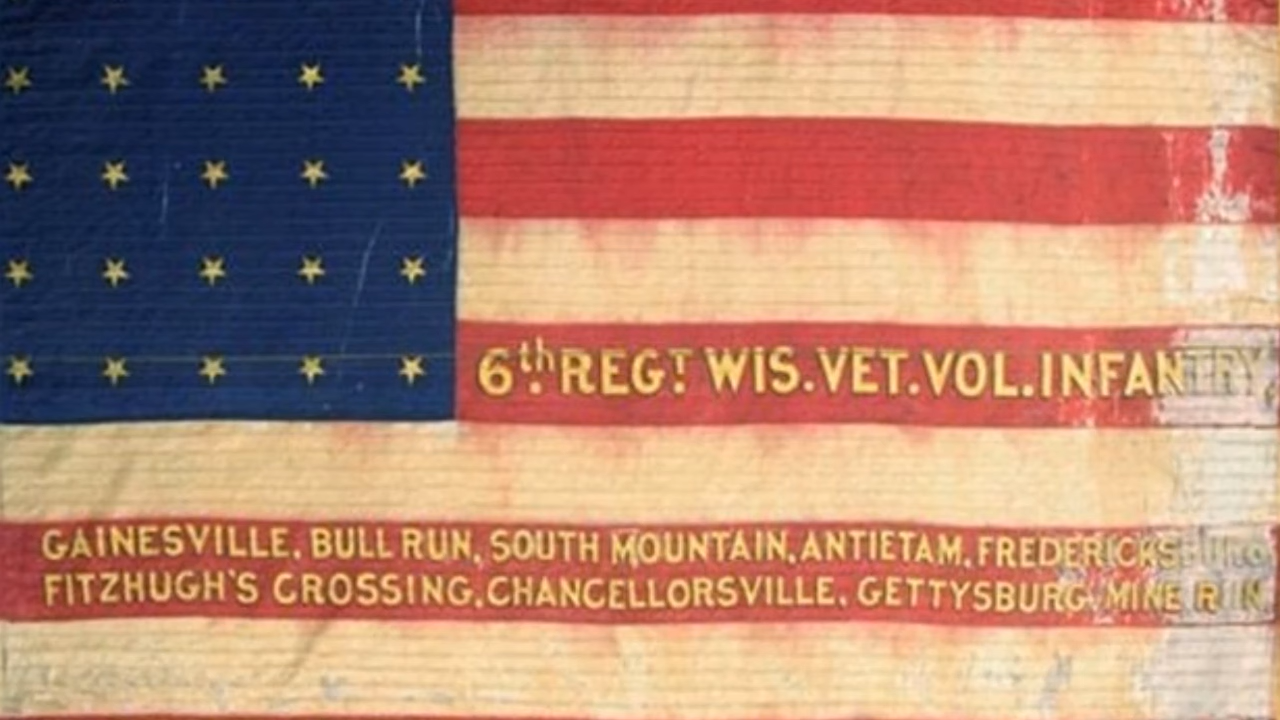 6th. REGT WIS. VET. VOL. INFANTRY,
GAINESVILLE, BULL RUN, SOUTH MOUNTAIN, ANTIETAM, FREDERICKSBURG
FITZHUGH'S CROSSING, CHANCELLORSVILLE, GETTYSBURG, MINE RUN